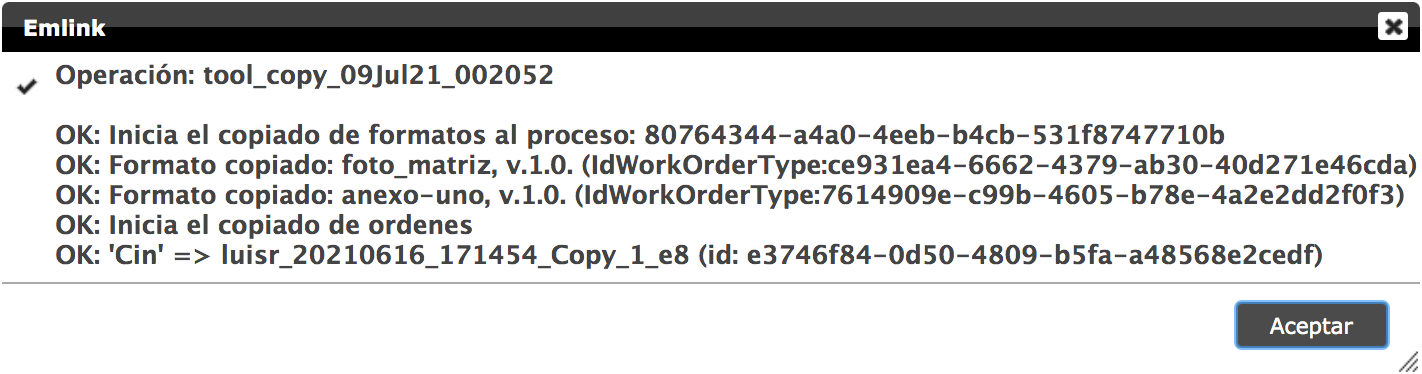 Emlink
Operación: tool_copy_09Jul21_002052
OK: Inicia el copiado de formatos al proceso: 80764344-a4a0-4eeb-b4cb-531f8747710b
OK: Formato copiado: foto_matriz, v.1.0. (IdWorkOrderType:ce931ea4-6662-4379-ab30-40d271e46cda)
OK: Formato copiado: anexo-uno, v.1.0. (IdWorkOrderType:7614909e-c99b-4605-b78e-4a2e2dd2f0f3)
OK: Inicia el copiado de ordenes
OK: 'Cin' => luisr_20210616_171454_Copy_1_e8 (id: e3746f84-0d50-4809-b5fa-a48568e2cedf)
Aceptar